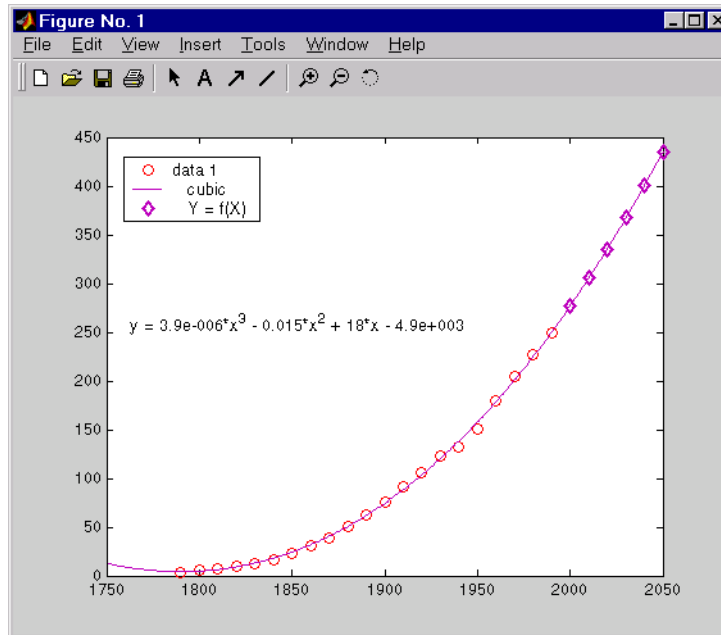 Figure No. 1
File Edit View Insert Tools Window Help
A
450
400
350
300
250
200
150
100
50
0
data 1
cubic
Y = f(X)
y = 3.9e-006*x^3 - 0.015*x^2 + 18*x - 4.9e+003
1750 1800 1850 1900 1950 2000 2050